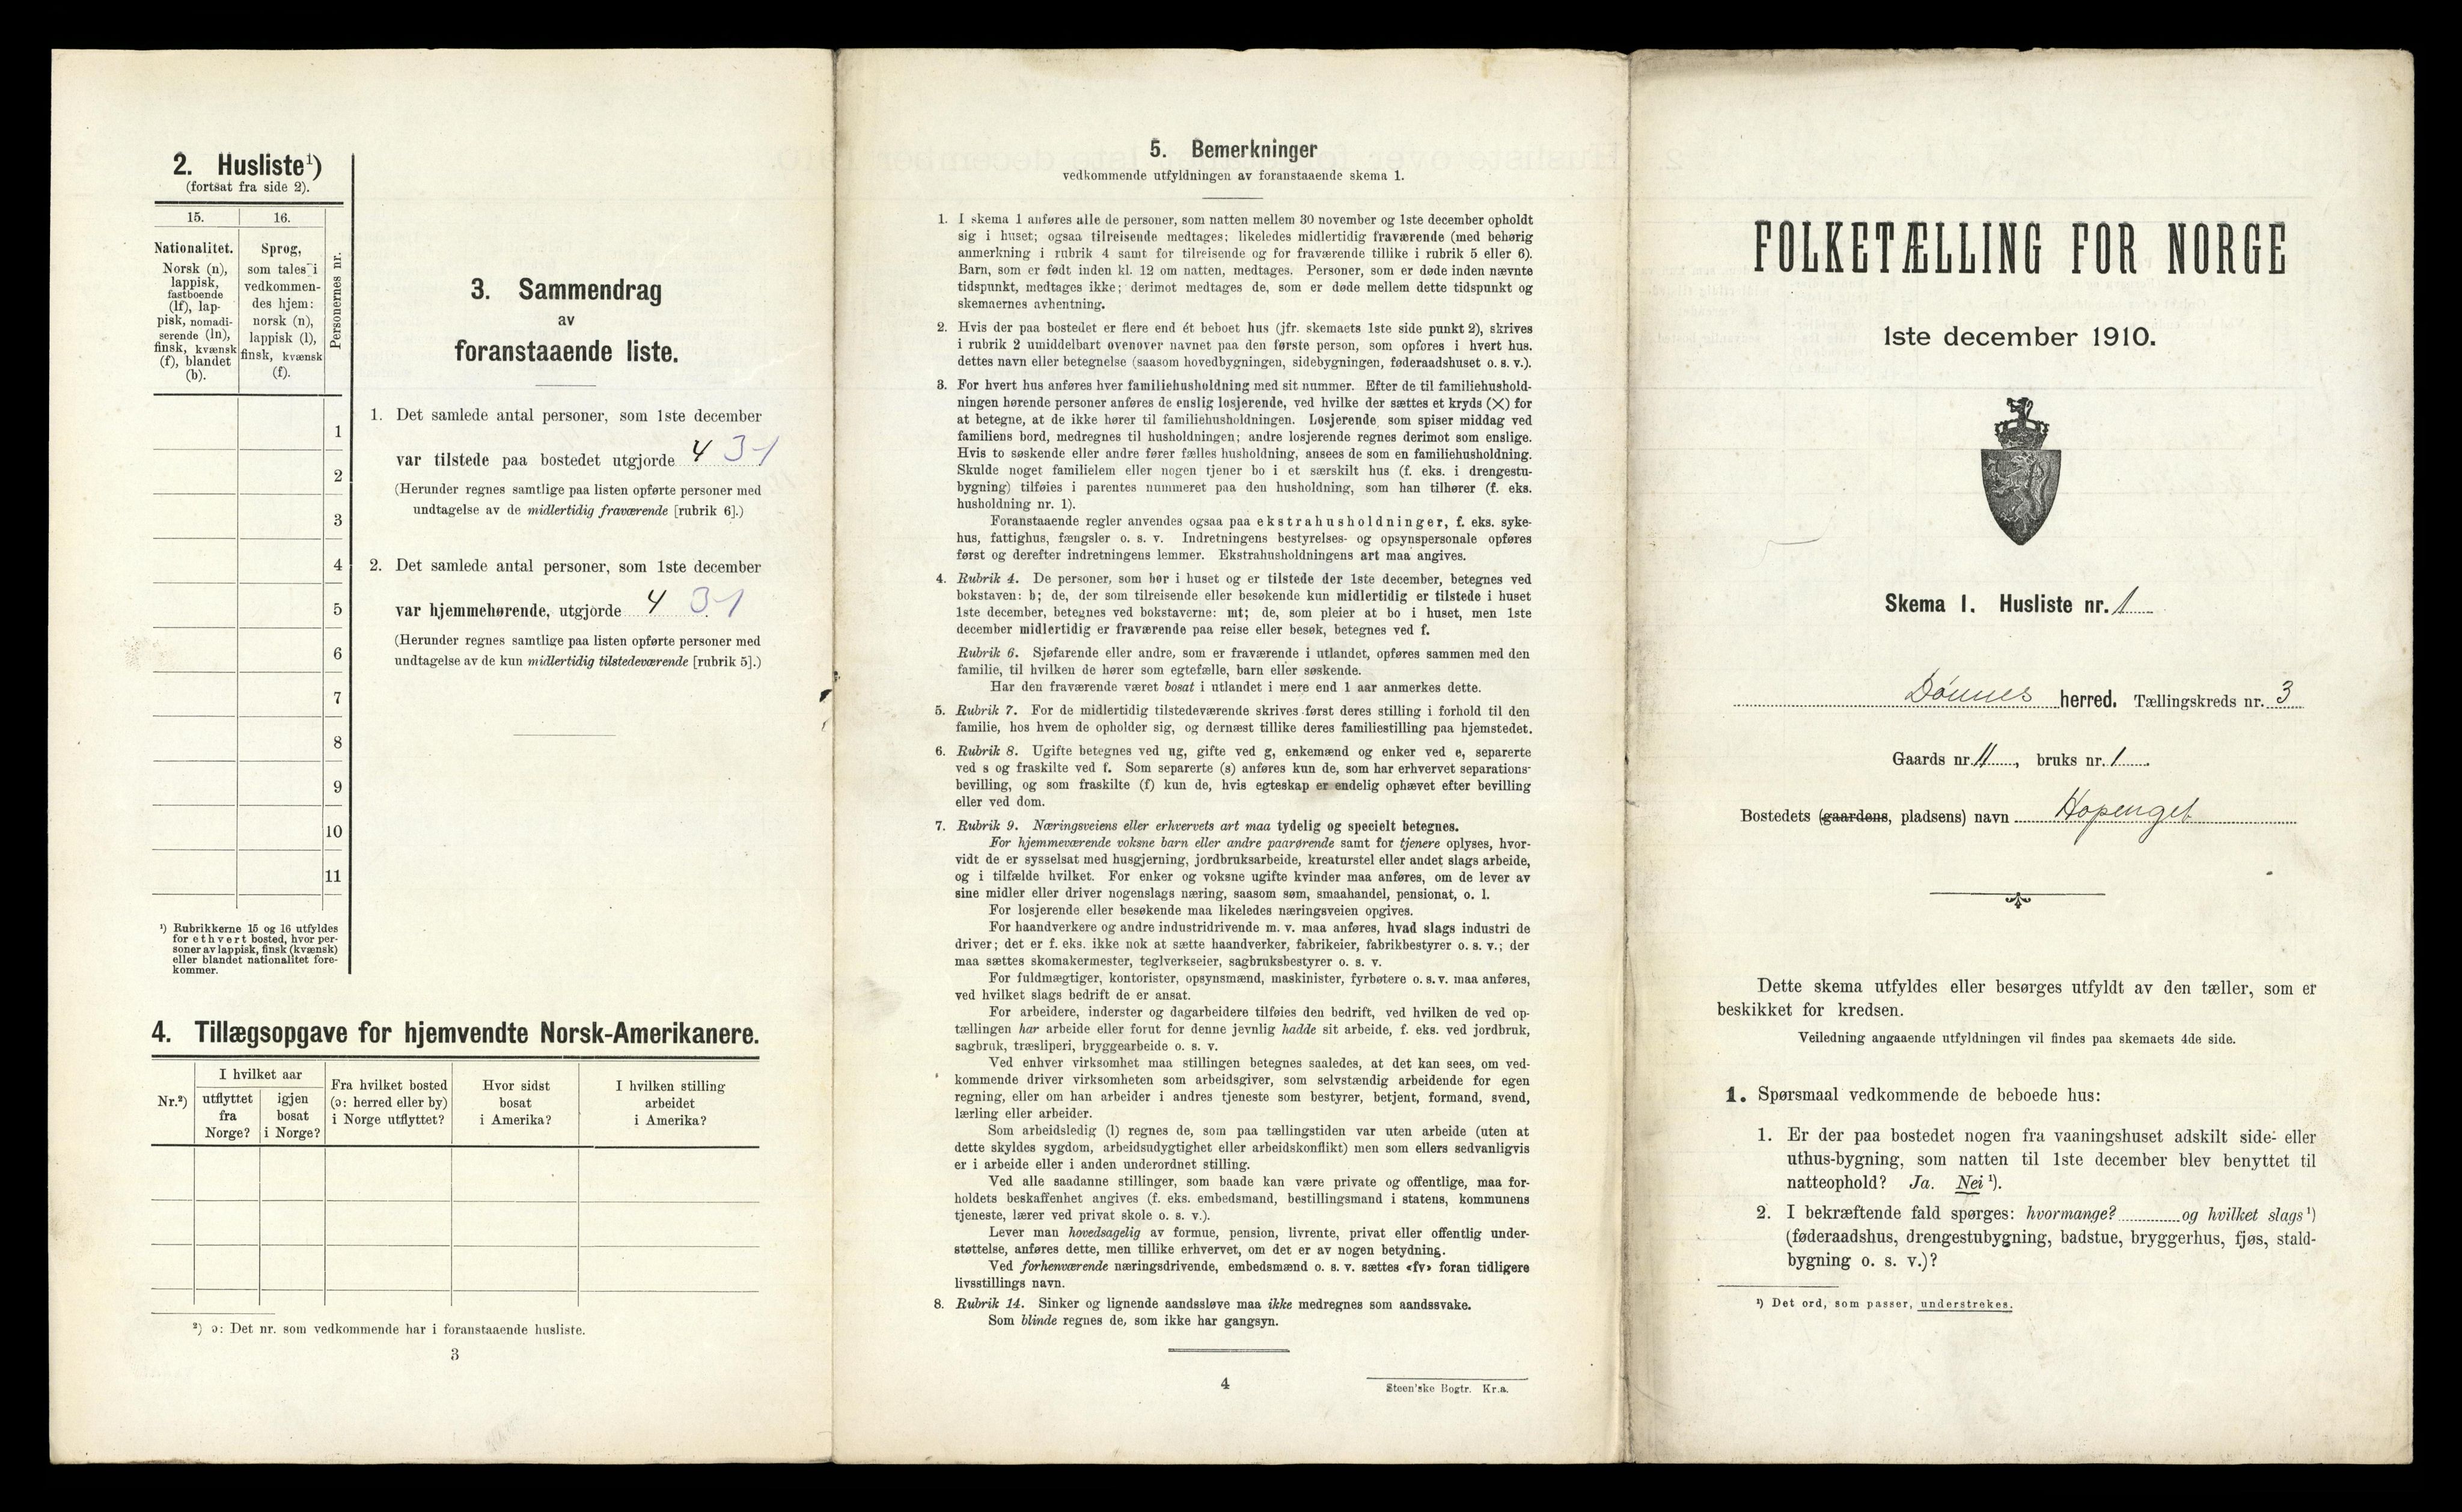 2. Husliste¹)
(fortsat fra side 2).
15.
16.
Personernes nr.
Nationalitet.
Norsk (n),
lappisk,
fastboende
(lf), lap-
pisk, nomadi-
serende (ln),
finsk, kvænsk
(f), blandet
(b).
Sprog,
som tales i
vedkommen-
des hjem:
norsk (n),
lappisk (l),
finsk, kvænsk
(f).
1
2
3
4
5
6
7
8
9
10
11
¹) Rubrikkerne 15 og 16 utfyldes
for ethvert bosted, hvor per-
soner av lappisk, finsk (kvænsk)
eller blandet nationalitet fore-
kommer.
3. Sammendrag
av
foranstaaende liste.
1. Det samlede antal personer, som 1ste december
var tilstede paa bostedet utgjorde 4 3-1
(Herunder regnes samtlige paa listen opførte personer med
undtagelse av de midlertidig fraværende [rubrik 6].)
2. Det samlede antal personer, som 1ste december
var hjemmehørende, utgjorde 4 3-1
(Herunder regnes samtlige paa listen opførte personer med
undtagelse av de kun midlertidig tilstedeværende [rubrik 5].)
4. Tillægsopgave for hjemvendte Norsk-Amerikanere.
Nr.²)
I hvilket aar
utflyttet
fra
Norge?
igjen
bosat
i Norge?
Fra hvilket bosted
(ɔ: herred eller by)
i Norge utflyttet?
Hvor sidst
bosat
i Amerika?
I hvilken stilling
arbeidet
i Amerika?
²) ɔ: Det nr. som vedkommende har i foranstaaende husliste.
3
5. Bemerkninger
vedkommende utfyldningen av foranstaaende skema 1.
1. I skema 1 anføres alle de personer, som natten mellem 30 november og 1ste december opholdt
sig i huset; ogsaa tilreisende medtages; likeledes midlertidig fraværende (med behørig
anmerkning i rubrik 4 samt for tilreisende og for fraværende tillike i rubrik 5 eller 6).
Barn, som er født inden kl. 12 om natten, medtages. Personer, som er døde inden nævnte
tidspunkt, medtages ikke; derimot medtages de, som er døde mellem dette tidspunkt og
skemaernes avhentning.
2. Hvis der paa bostedet er flere end ét beboet hus (jfr. skemaets 1ste side punkt 2), skrives
i rubrik 2 umiddelbart ovenover navnet paa den første person, som opføres i hvert hus.
dettes navn eller betegnelse (saasom hovedbygningen, sidebygningen, føderaadshuset o. s. v.).
3. For hvert hus anføres hver familiehusholdning med sit nummer. Efter de til familiehushold-
ningen hørende personer anføres de enslig losjerende, ved hvilke der sættes et kryds (X) for
at betegne, at de ikke hører til familiehusholdningen. Losjerende som spiser middag ved
familiens bord, medregnes til husholdningen; andre losjerende regnes derimot som enslige.
Hvis to søskende eller andre fører fælles husholdning, ansees de som en familiehusholdning.
Skulde noget familielem eller nogen tjener bo i et særskilt hus (f. eks. i drengestu-
bygning) tilføies i parentes nummeret paa den husholdning, som han tilhører (f. eks.
husholdning nr. 1).
Foranstaaende regler anvendes ogsaa paa ekstrahusholdninger, f. eks. syke-
hus, fattighus, fængsler o. s. v. Indretningens bestyrelses- og opsynspersonale opføres
først og derefter indretningens lemmer. Ekstrahusholdningens art maa angives.
4. Rubrik 4. De personer, som bor i huset og er tilstede der 1ste december, betegnes ved
bokstaven: b; de, der som tilreisende eller besøkende kun midlertidig er tilstede i huset
1ste december, betegnes ved bokstaverne: mt; de, som pleier at bo i huset, men 1ste
december midlertidig er fraværende paa reise eller besøk, betegnes ved f.
Rubrik 6. Sjøfarende eller andre, som er fraværende i utlandet, opføres sammen med den
familie, til hvilken de hører som egtefælle, barn eller søskende.
Har den fraværende været bosat i utlandet i mere end 1 aar anmerkes dette.
5. Rubrik 7. For de midlertidig tilstedeværende skrives først deres stilling i forhold til den
familie, hos hvem de opholder sig, og dernæst tillike deres familiestilling paa hjemstedet.
6. Rubrik 8. Ugifte betegnes ved ug, gifte ved g, enkemænd og enker ved e, separerte
ved s og fraskilte ved f. Som separerte (s) anføres kun de, som har erhvervet separations-
bevilling, og som fraskilte (f) kun de, hvis egteskap er endelig ophævet efter bevilling
eller ved dom.
7. Rubrik 9. Næringsveiens eller erhvervets art maa tydelig og specielt betegnes.
For hjemmeværende voksne barn eller andre paarørende samt for tjenere oplyses, hvor-
vidt de er sysselsat med husgjerning, jordbruksarbeide, kreaturstel eller andet slags arbeide,
og i tilfælde hvilket. For enker og voksne ugifte kvinder maa anføres, om de lever av
sine midler eller driver nogenslags næring, saasom søm, smaahandel, pensionat, o. l.
For losjerende eller besøkende maa likeledes næringsveien opgives.
For haandverkere og andre industridrivende m. v. maa anføres, hvad slags industri de
driver; det er f. eks. ikke nok at sætte haandverker, fabrikeier, fabrikbestyrer o. s. v.; der
maa sættes skomakermester, teglverkseier, sagbruksbestyrer o. s. v.
For fuldmægtiger, kontorister, opsynsmænd, maskinister, fyrbøtere o. s. v. maa anføres,
ved hvilket slags bedrift de er ansat.
For arbeidere, inderster og dagarbeidere tilføies den bedrift, ved hvilken de ved op-
tællingen har arbeide eller forut for denne jevnlig hadde sit arbeide, f. eks. ved jordbruk,
sagbruk, træsliperi, bryggearbeide o. s. v.
Ved enhver virksomhet maa stillingen betegnes saaledes, at det kan sees, om ved-
kommende driver virksomheten som arbeidsgiver, som selvstændig arbeidende for egen
regning, eller om han arbeider i andres tjeneste som bestyrer, betjent, formand, svend,
lærling eller arbeider.
Som arbeidsledig (l) regnes de, som paa tællingstiden var uten arbeide (uten at
dette skyldes sygdom, arbeidsudygtighet eller arbeidskonflikt) men som ellers sedvanligvis
er i arbeide eller i anden underordnet stilling.
Ved alle saadanne stillinger, som baade kan være private og offentlige, maa for-
holdets beskaffenhet angives (f. eks. embedsmand, bestillingsmand i statens, kommunens
tjeneste, lærer ved privat skole o. s. v.).
Lever man hovedsagelig av formue, pension, livrente, privat eller offentlig under-
støttelse, anføres dette, men tillike erhvervet, om det er av nogen betydning.
Ved forhenværende næringsdrivende, embedsmænd o. s. v. sættes «fv» foran tidligere
livsstillings navn.
8. Rubrik 14. Sinker og lignende aandssløve maa ikke medregnes som aandssvake.
Som blinde regnes de, som ikke har gangsyn.
4
Steen'ske Bogtr. Kr.a.
FOLKETÆLLING FOR NORGE
1ste december 1910.
Skema I. Husliste nr. 1
Dønnes herred. Tællingskreds nr. 3
Gaards nr. 11, bruks nr. 1.
Bostedets (gaardens, pladsens) navn Hopenget
Dette skema utfyldes eller besørges utfyldt av den tæller, som er
beskikket for kredsen.
Veiledning angaaende utfyldningen vil findes paa skemaets 4de side.
1. Spørsmaal vedkommende de beboede hus:
1. Er der paa bostedet nogen fra vaaningshuset adskilt side- eller
uthus-bygning, som natten til 1ste december blev benyttet til
natteophold? Ja. Nei ¹).
2. I bekræftende fald spørges: hvormange? og hvilket slags ¹)
(føderaadshus, drengestubygning, badstue, bryggerhus, fjøs, stald-
bygning o. s. v.)?
¹) Det ord, som passer, understrekes.